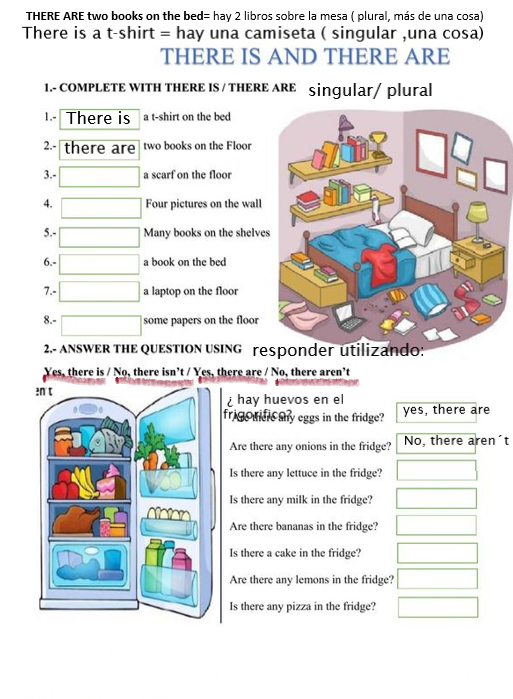 THERE ARE two books on the bed= hay 2 libros sobre la mesa ( plural, más de una cosa)
There is a t-shirt = hay una camiseta ( singular ,una cosa)
THERE IS AND THERE ARE
1.- COMPLETE WITH THERE IS / THERE ARE singular/ plural
1.- There is a t-shirt on the bed
2.- there are two books on the Floor
3.- a scarf on the floor
4. Four pictures on the wall
5.- Many books on the shelves
6.- a book on the bed
7.- a laptop on the floor
8.- some papers on the floor
2.- ANSWER THE QUESTION USING responder utilizando:
Yes, there is / No, there isn't / Yes, there are / No, there aren't
en't
¿ hay huevos en el
frigorifico?
Are there any eggs in the fridge? yes, there are
Are there any onions in the fridge? No, there aren´t
Is there any lettuce in the fridge?
Is there any milk in the fridge?
Are there bananas in the fridge?
Is there a cake in the fridge?
Are there any lemons in the fridge?
Is there any pizza in the fridge?